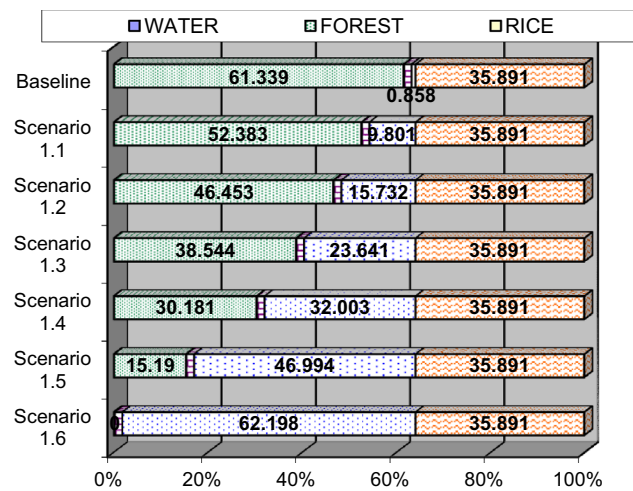 WATER FOREST RICE
Baseline 61.339 0.858 35.891
Scenario 1.1 52.383 9.801 35.891
Scenario 1.2 46.453 15.732 35.891
Scenario 1.3 38.544 23.641 35.891
Scenario 1.4 30.181 32.003 35.891
Scenario 1.5 15.19 46.994 35.891
Scenario 1.6 0 62.198 35.891
0% 20% 40% 60% 80% 100%